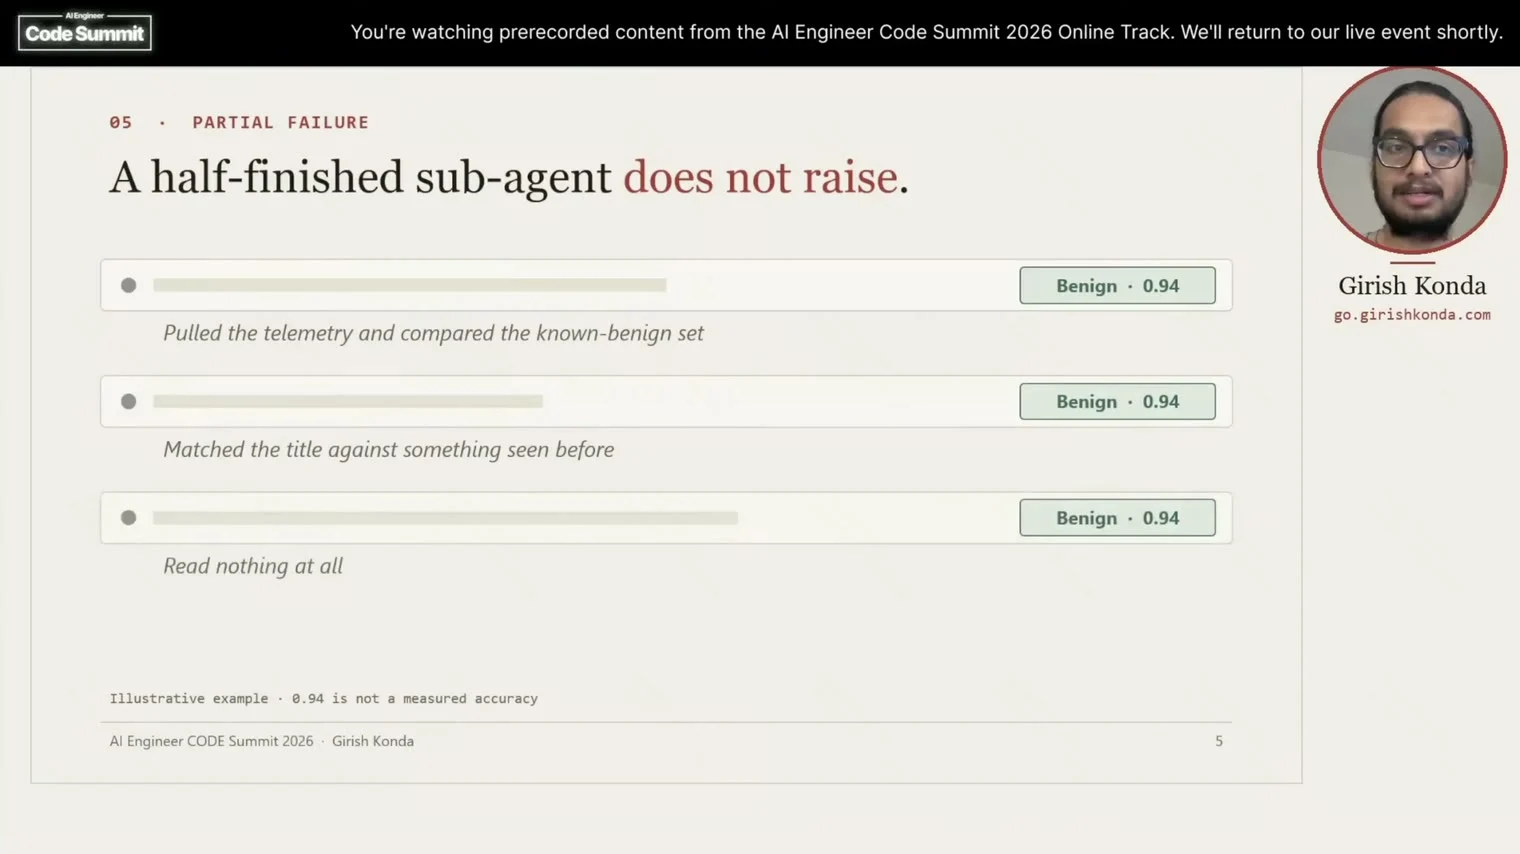 AI Engineer
Code Summit
You're watching prerecorded content from the AI Engineer Code Summit 2026 Online Track. We'll return to our live event shortly.
05 · PARTIAL FAILURE
A half-finished sub-agent does not raise.
Benign · 0.94
Pulled the telemetry and compared the known-benign set
Benign · 0.94
Matched the title against something seen before
Benign · 0.94
Read nothing at all
Illustrative example · 0.94 is not a measured accuracy
AI Engineer CODE Summit 2026 · Girish Konda
5
Girish Konda
go.girishkonda.com